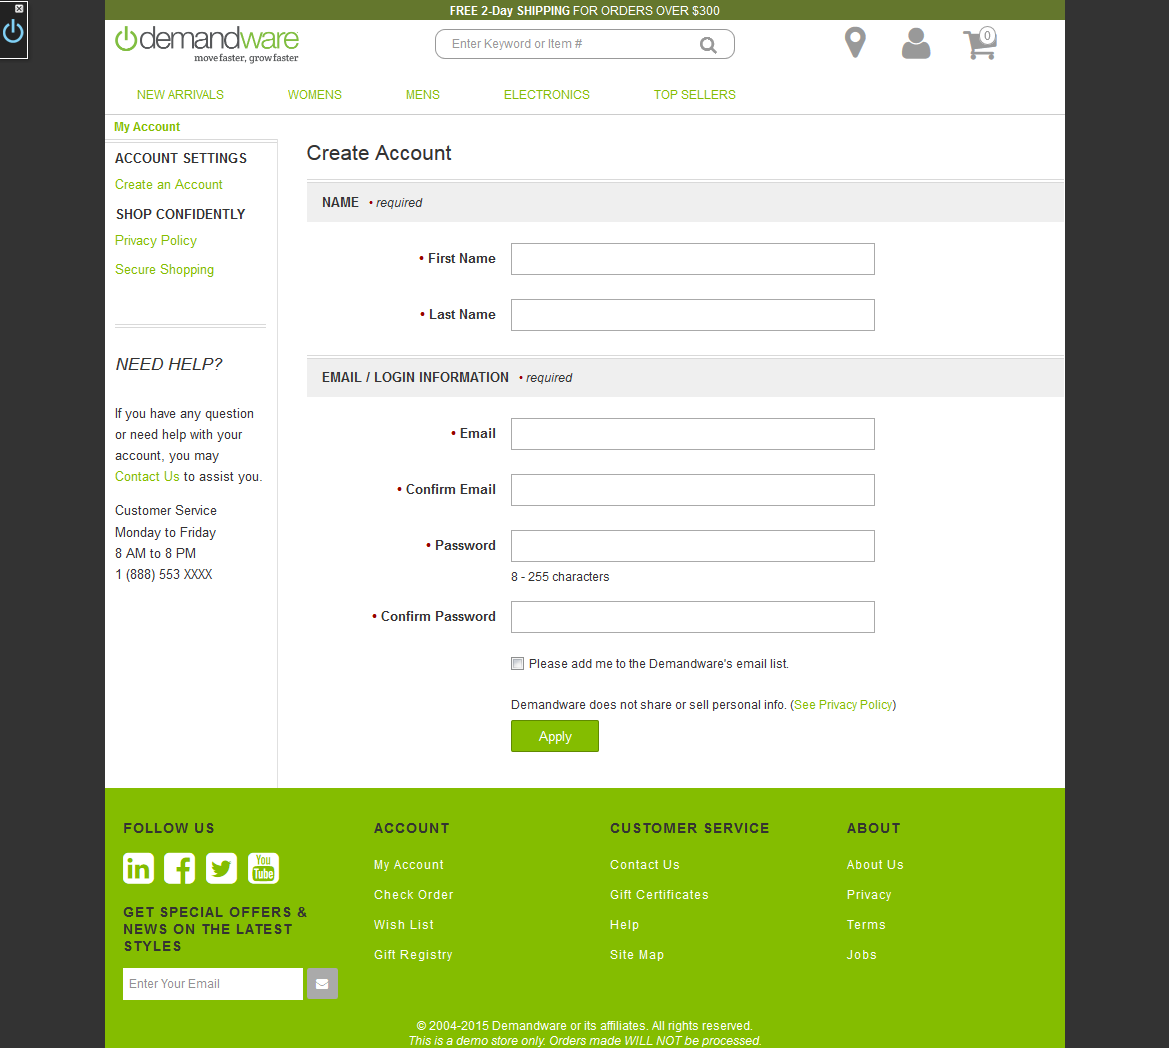 FREE 2-Day SHIPPING FOR ORDERS OVER $300
demandware
move faster, grow faster
Enter Keyword or Item #
0
NEW ARRIVALS WOMENS MENS ELECTRONICS TOP SELLERS
My Account
ACCOUNT SETTINGS
Create an Account
SHOP CONFIDENTLY
Privacy Policy
Secure Shopping
NEED HELP?
If you have any question
or need help with your
account, you may
Contact Us to assist you.
Customer Service
Monday to Friday
8 AM to 8 PM
1 (888) 553 XXXX
Create Account
NAME • required
• First Name
• Last Name
EMAIL / LOGIN INFORMATION • required
• Email
• Confirm Email
• Password
8 - 255 characters
• Confirm Password
Please add me to the Demandware's email list.
Demandware does not share or sell personal info. (See Privacy Policy)
Apply
FOLLOW US
in
You
Tube
GET SPECIAL OFFERS &
NEWS ON THE LATEST
STYLES
Enter Your Email
ACCOUNT
My Account
Check Order
Wish List
Gift Registry
CUSTOMER SERVICE
Contact Us
Gift Certificates
Help
Site Map
ABOUT
About Us
Privacy
Terms
Jobs
© 2004-2015 Demandware or its affiliates. All rights reserved.
This is a demo store only. Orders made WILL NOT be processed.